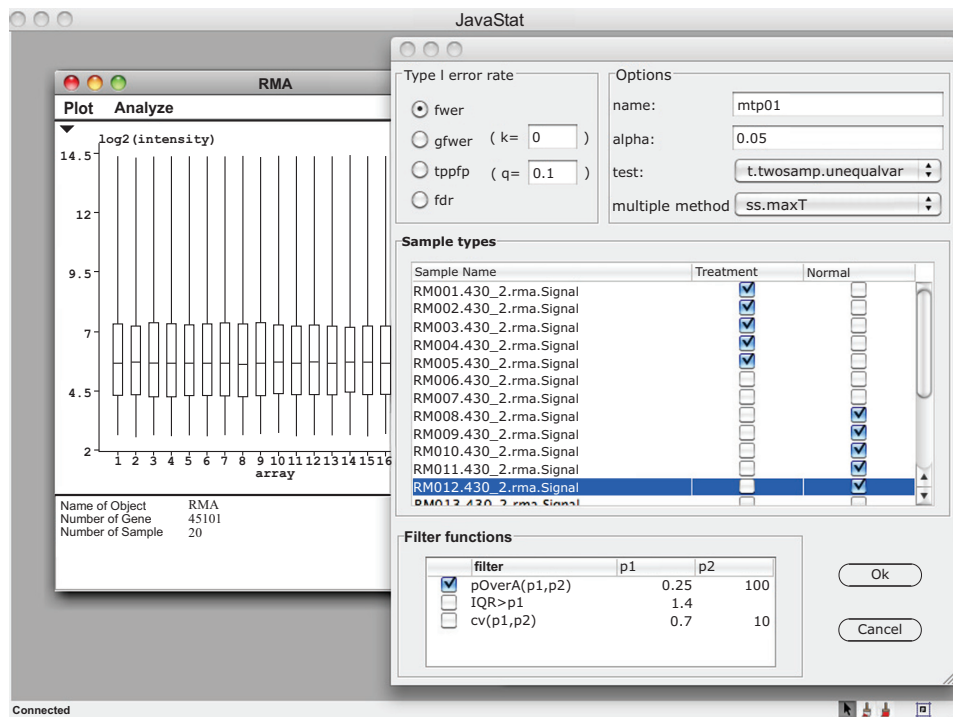 JavaStat
RMA
Plot Analyze
log2(intensity)
14.5
12
9.5
7
4.5
2
1 2 3 4 5 6 7 8 9 10 11 12 13 14 15 16
array
Name of Object RMA
Number of Gene 45101
Number of Sample 20
Type I error rate
fwer
gfwer ( k= 0 )
tppfp ( q= 0.1 )
fdr
Options
name: mtp01
alpha: 0.05
test: t.twosamp.unequalvar
multiple method ss.maxT
Sample types
Sample Name Treatment Normal
RM001.430_2.rma.Signal
RM002.430_2.rma.Signal
RM003.430_2.rma.Signal
RM004.430_2.rma.Signal
RM005.430_2.rma.Signal
RM006.430_2.rma.Signal
RM007.430_2.rma.Signal
RM008.430_2.rma.Signal
RM009.430_2.rma.Signal
RM010.430_2.rma.Signal
RM011.430_2.rma.Signal
RM012.430_2.rma.Signal
RM013.430_2.rma.Signal
Filter functions
filter p1 p2
pOverA(p1,p2) 0.25 100
IQR>p1 1.4
cv(p1,p2) 0.7 10
Ok
Cancel
Connected